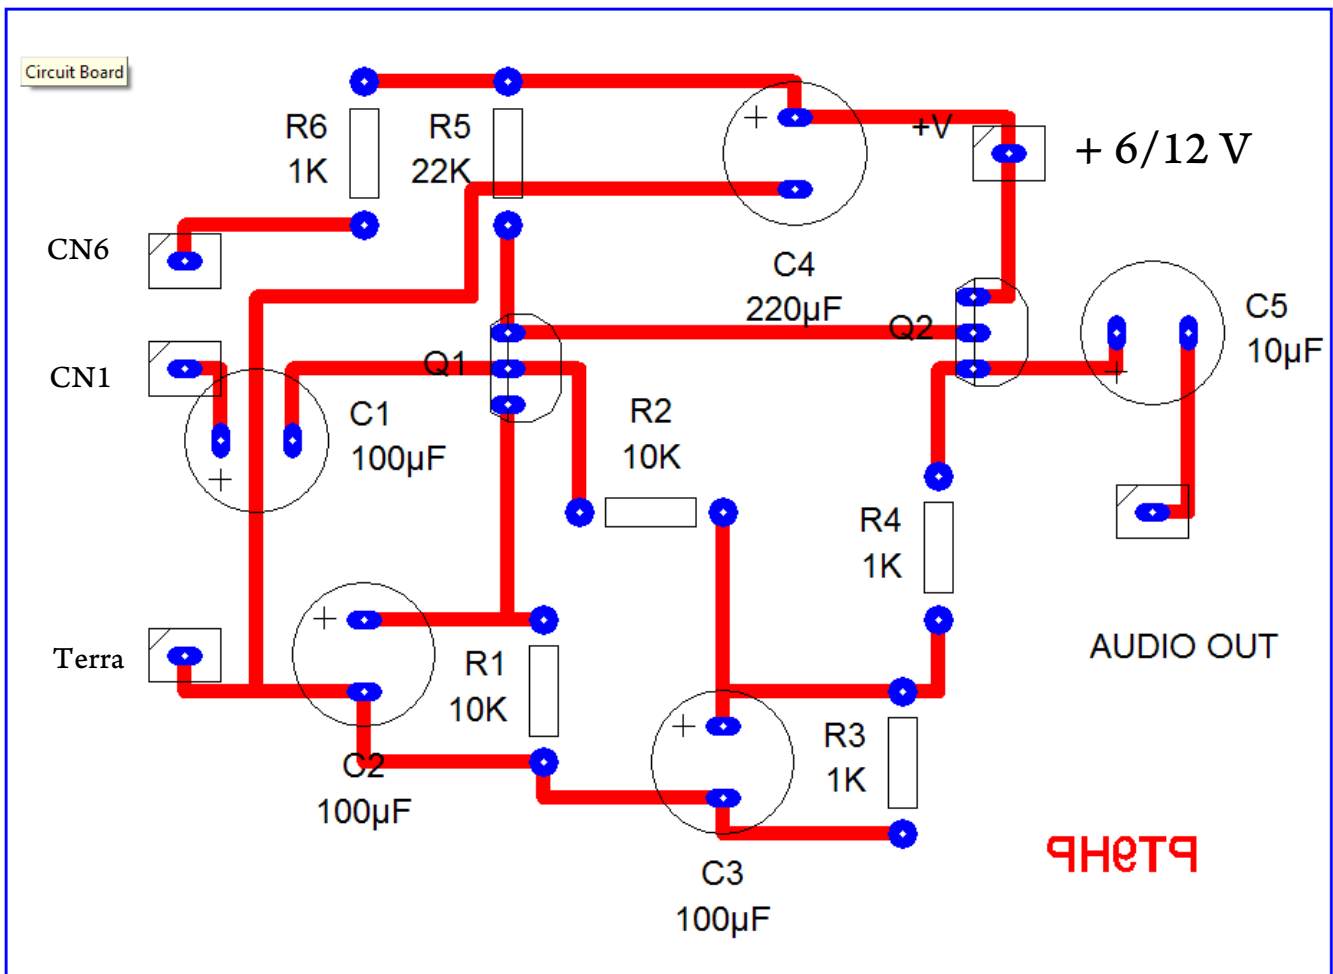 Circuit Board
R6
1K
R5
22K
+
+V
+ 6/12 V
CN6
C4
220µF
CN1
Q1
Q2
C5
10µF
+
C1
100µF
+
R2
10K
R4
1K
Terra
+
R1
10K
AUDIO OUT
C2
100µF
+
R3
1K
C3
100µF
PT9HP